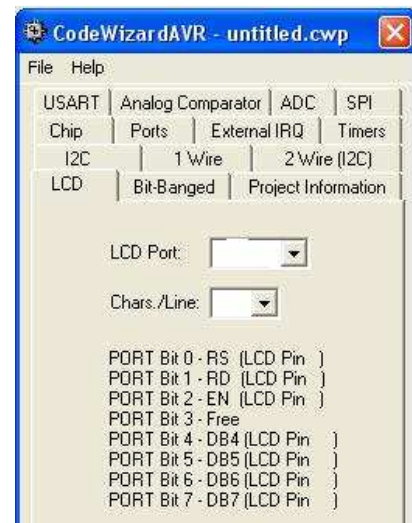 CodeWizardAVR - untitled.cwp
File Help
USART Analog Comparator ADC SPI
Chip Ports External IRQ Timers
I2C 1 Wire 2 Wire (I2C)
LCD Bit-Banged Project Information
LCD Port:
Chars./Line:
PORT Bit 0 - RS (LCD Pin )
PORT Bit 1 - RD (LCD Pin )
PORT Bit 2 - EN (LCD Pin )
PORT Bit 3 - Free
PORT Bit 4 - DB4 (LCD Pin )
PORT Bit 5 - DB5 (LCD Pin )
PORT Bit 6 - DB6 (LCD Pin )
PORT Bit 7 - DB7 (LCD Pin )